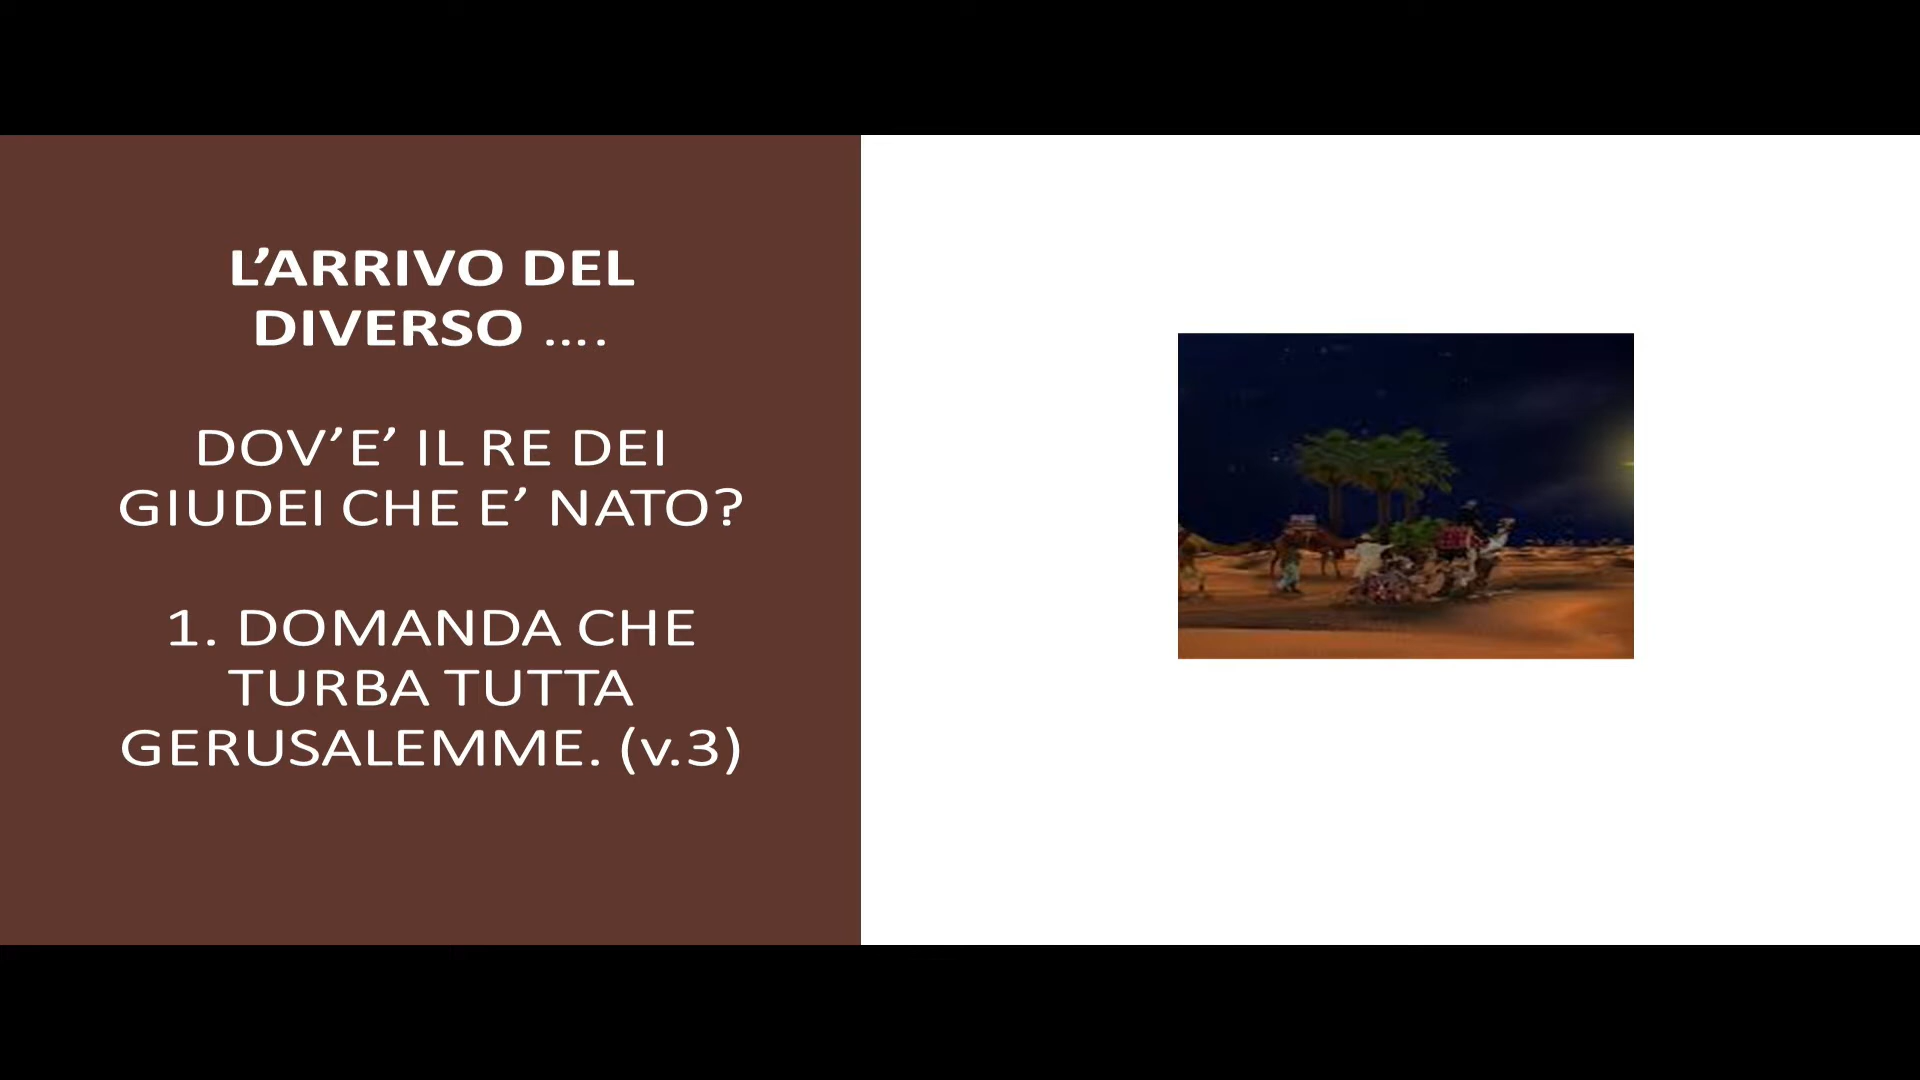 L’ARRIVO DEL
DIVERSO ....
DOV’E’ IL RE DEI
GIUDEI CHE E’ NATO?
1. DOMANDA CHE
TURBA TUTTA
GERUSALEMME. (v.3)